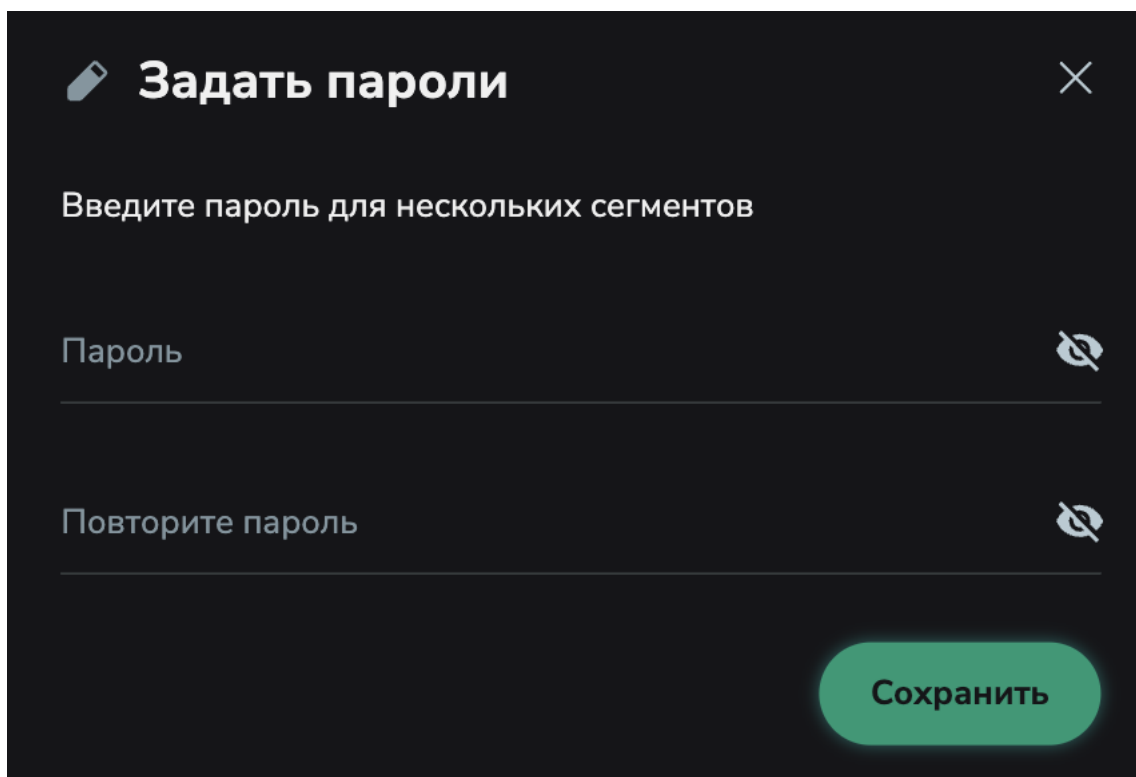 Задать пароли
Введите пароль для нескольких сегментов
Пароль
Повторите пароль
Сохранить